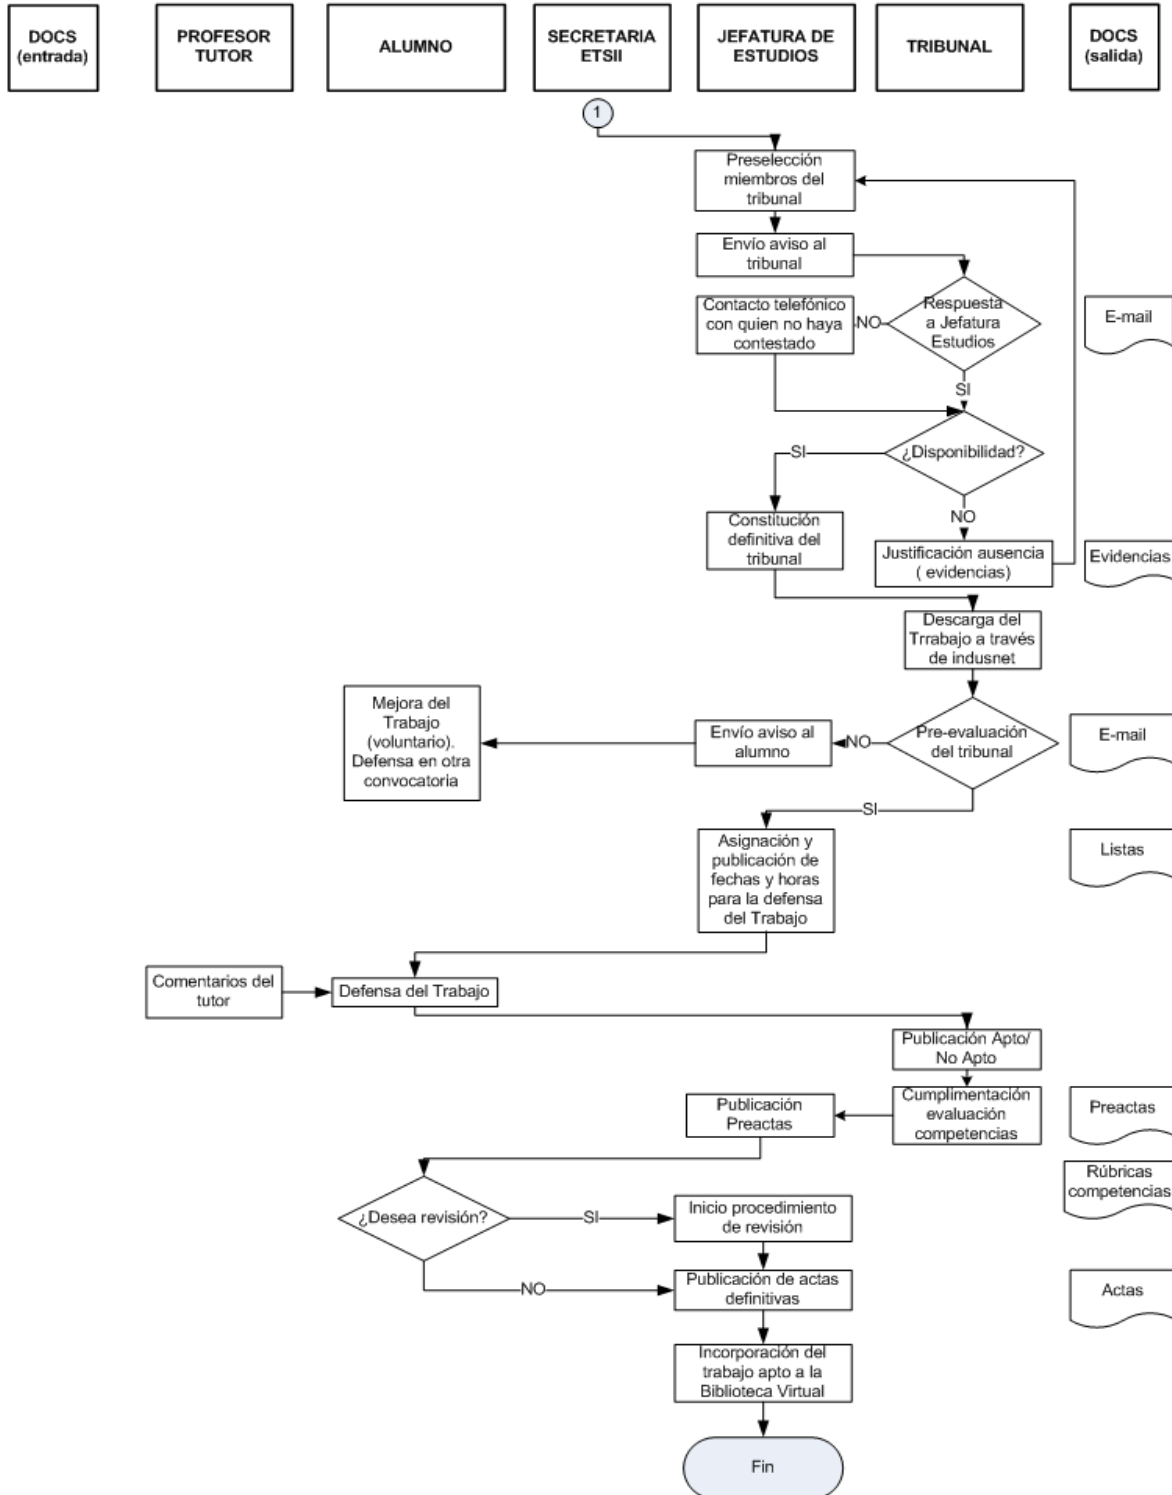 DOCS
(entrada)
PROFESOR
TUTOR
ALUMNO
SECRETARIA
ETSII
JEFATURA DE
ESTUDIOS
TRIBUNAL
DOCS
(salida)
1
Preselección
miembros del
tribunal
Envío aviso al
tribunal
Contacto telefónico
con quien no haya
contestado
NO
Respuesta
a Jefatura
Estudios
E-mail
SI
¿Disponibilidad?
SI
NO
Constitución
definitiva del
tribunal
Justificación ausencia
( evidencias)
Evidencias
Descarga del
Trrabajo a través
de indusnet
Mejora del
Trabajo
(voluntario).
Defensa en otra
convocatoria
Envío aviso al
alumno
NO
Pre-evaluación
del tribunal
E-mail
SI
Asignación y
publicación de
fechas y horas
para la defensa
del Trabajo
Listas
Comentarios del
tutor
Defensa del Trabajo
Publicación Apto/
No Apto
Publicación
Preactas
Cumplimentación
evaluación
competencias
Preactas
Rúbricas
competencias
¿Desea revisión?
SI
Inicio procedimiento
de revisión
NO
Publicación de actas
definitivas
Actas
Incorporación del
trabajo apto a la
Biblioteca Virtual
Fin